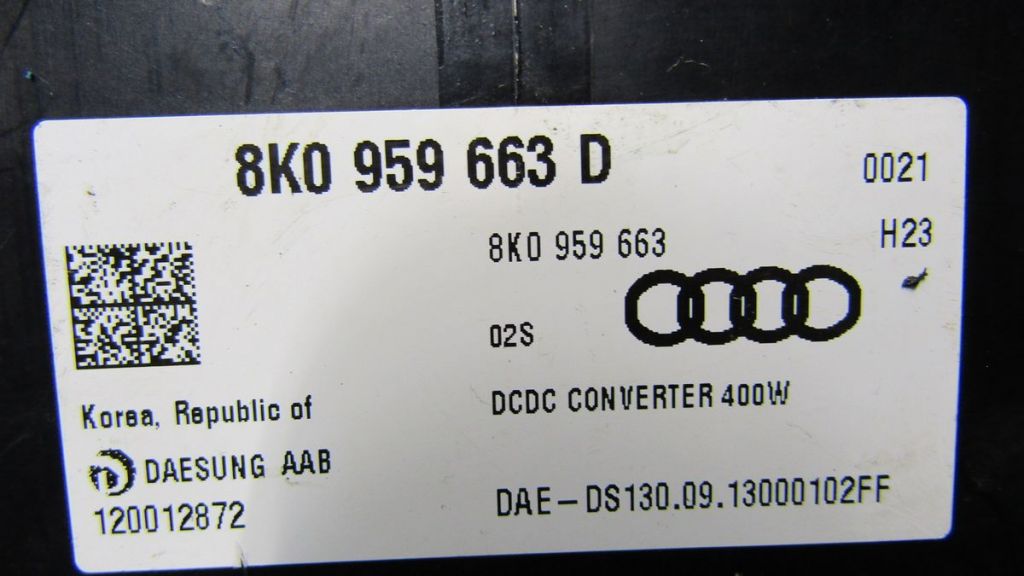 8K0 959 663 D
0021
8K0 959 663
H23
02S
DCDC CONVERTER 400W
Korea, Republic of
DAESUNG AAB
120012872
DAE-DS130.09.13000102FF